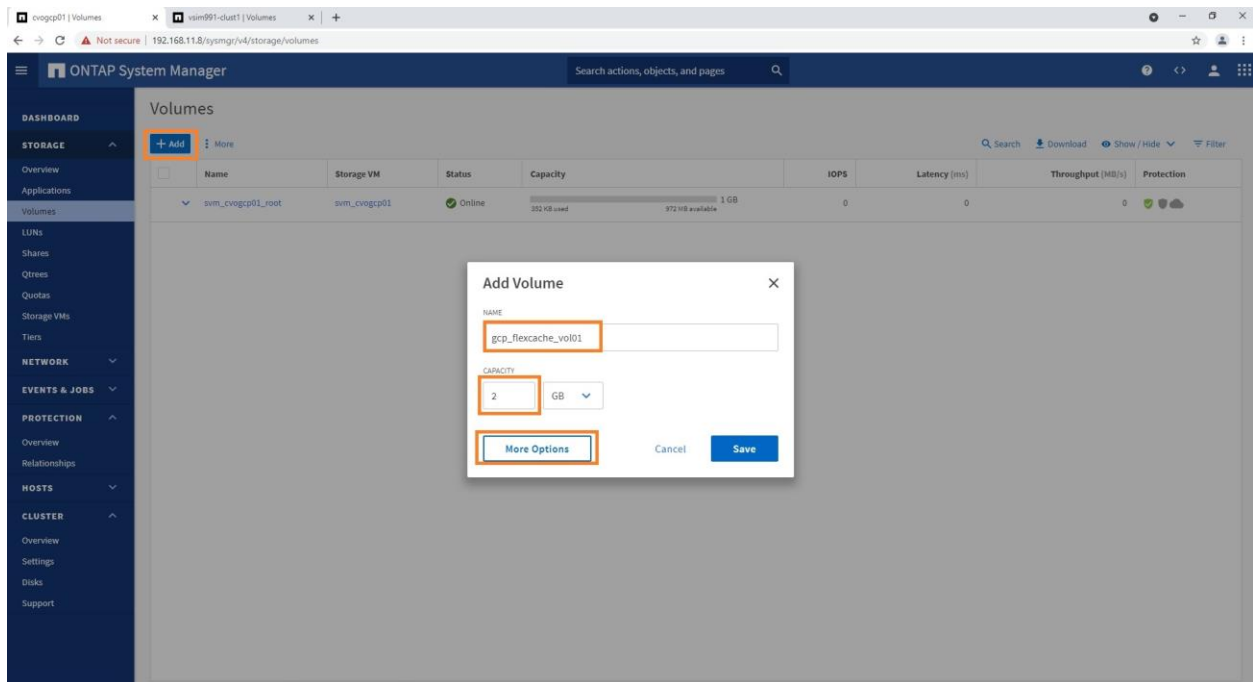 cvogcp01 | Volumes
vsim991-clust1 | Volumes
Not secure | 192.168.11.8/sysmgr/v4/storage/volumes
ONTAP System Manager
Search actions, objects, and pages
DASHBOARD
STORAGE
Overview
Applications
Volumes
LUNs
Shares
Qtrees
Quotas
Storage VMs
Tiers
NETWORK
EVENTS & JOBS
PROTECTION
Overview
Relationships
HOSTS
CLUSTER
Overview
Settings
Disks
Support
Volumes
+ Add
More
Search
Download
Show / Hide
Filter
Name Storage VM Status Capacity IOPS Latency (ms) Throughput (MB/s) Protection
svm_cvogcp01_root svm_cvogcp01 Online 1 GB 0 0 0
352 KB used 972 MB available
Add Volume
NAME
gcp_flexcache_vol01
CAPACITY
2 GB
More Options Cancel Save